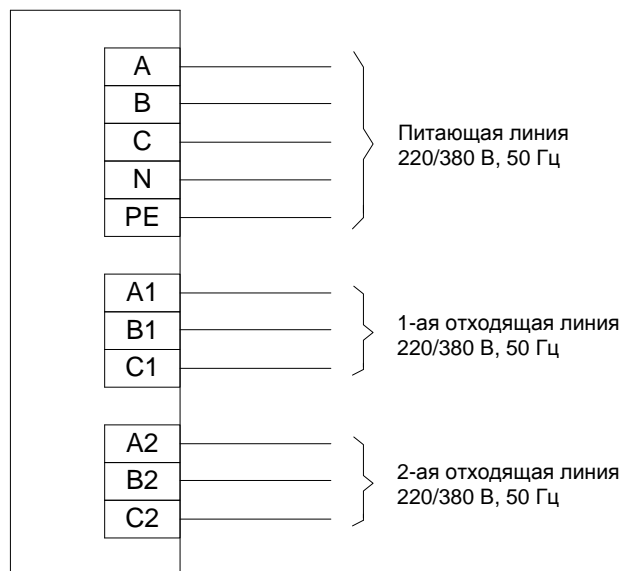 A
B
C
N
PE
Питающая линия
220/380 В, 50 Гц
A1
B1
C1
1-ая отходящая линия
220/380 В, 50 Гц
A2
B2
C2
2-ая отходящая линия
220/380 В, 50 Гц